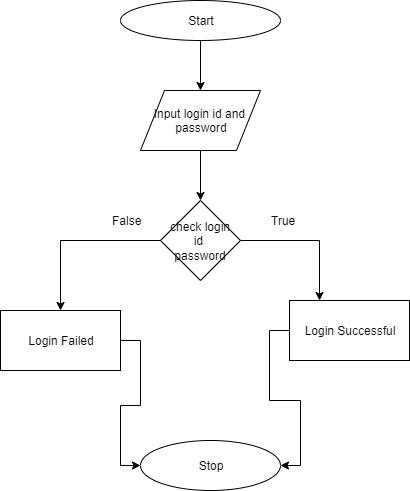 Start
Input login id and
password
False
True
check login
id
password
Login Failed
Login Successful
Stop